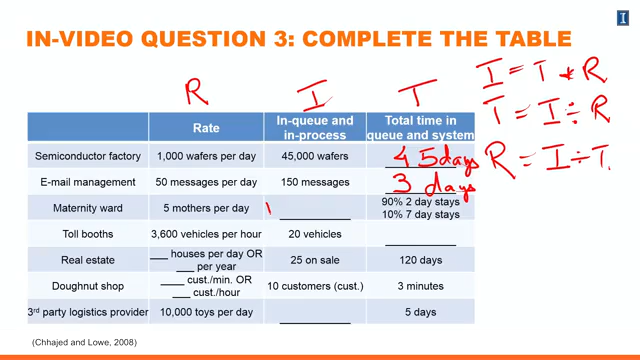 IN-VIDEO QUESTION 3: COMPLETE THE TABLE
I
R I T
I = T * R
T = I ÷ R
R = I ÷ T
Rate In-queue and in-process Total time in queue and system
Semiconductor factory 1,000 wafers per day 45,000 wafers 45 days
E-mail management 50 messages per day 150 messages 3 days
Maternity ward 5 mothers per day ____ 90% 2 day stays
10% 7 day stays
Toll booths 3,600 vehicles per hour 20 vehicles ____
Real estate ___ houses per day OR
___ per year 25 on sale 120 days
Doughnut shop ____ cust./min. OR
___ cust./hour 10 customers (cust.) 3 minutes
3rd party logistics provider 10,000 toys per day ____ 5 days
(Chhajed and Lowe, 2008)